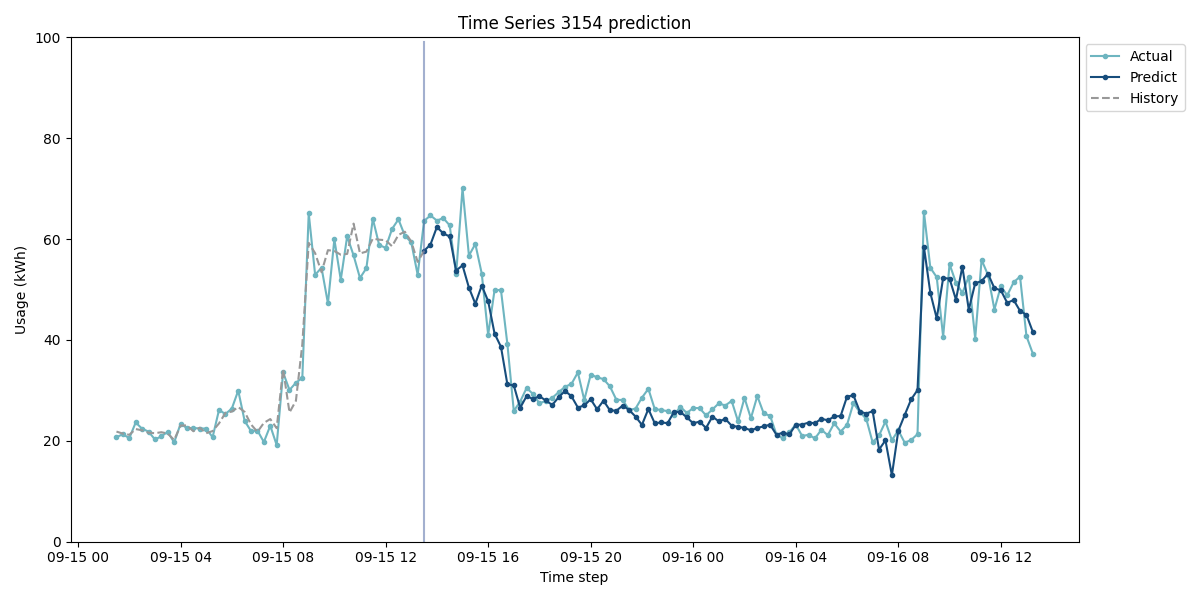 Time Series 3154 prediction
100
80
60
40
20
0
Usage (kWh)
09-15 00
09-15 04
09-15 08
09-15 12
09-15 16
09-15 20
09-16 00
09-16 04
09-16 08
09-16 12
Time step
Actual
Predict
History